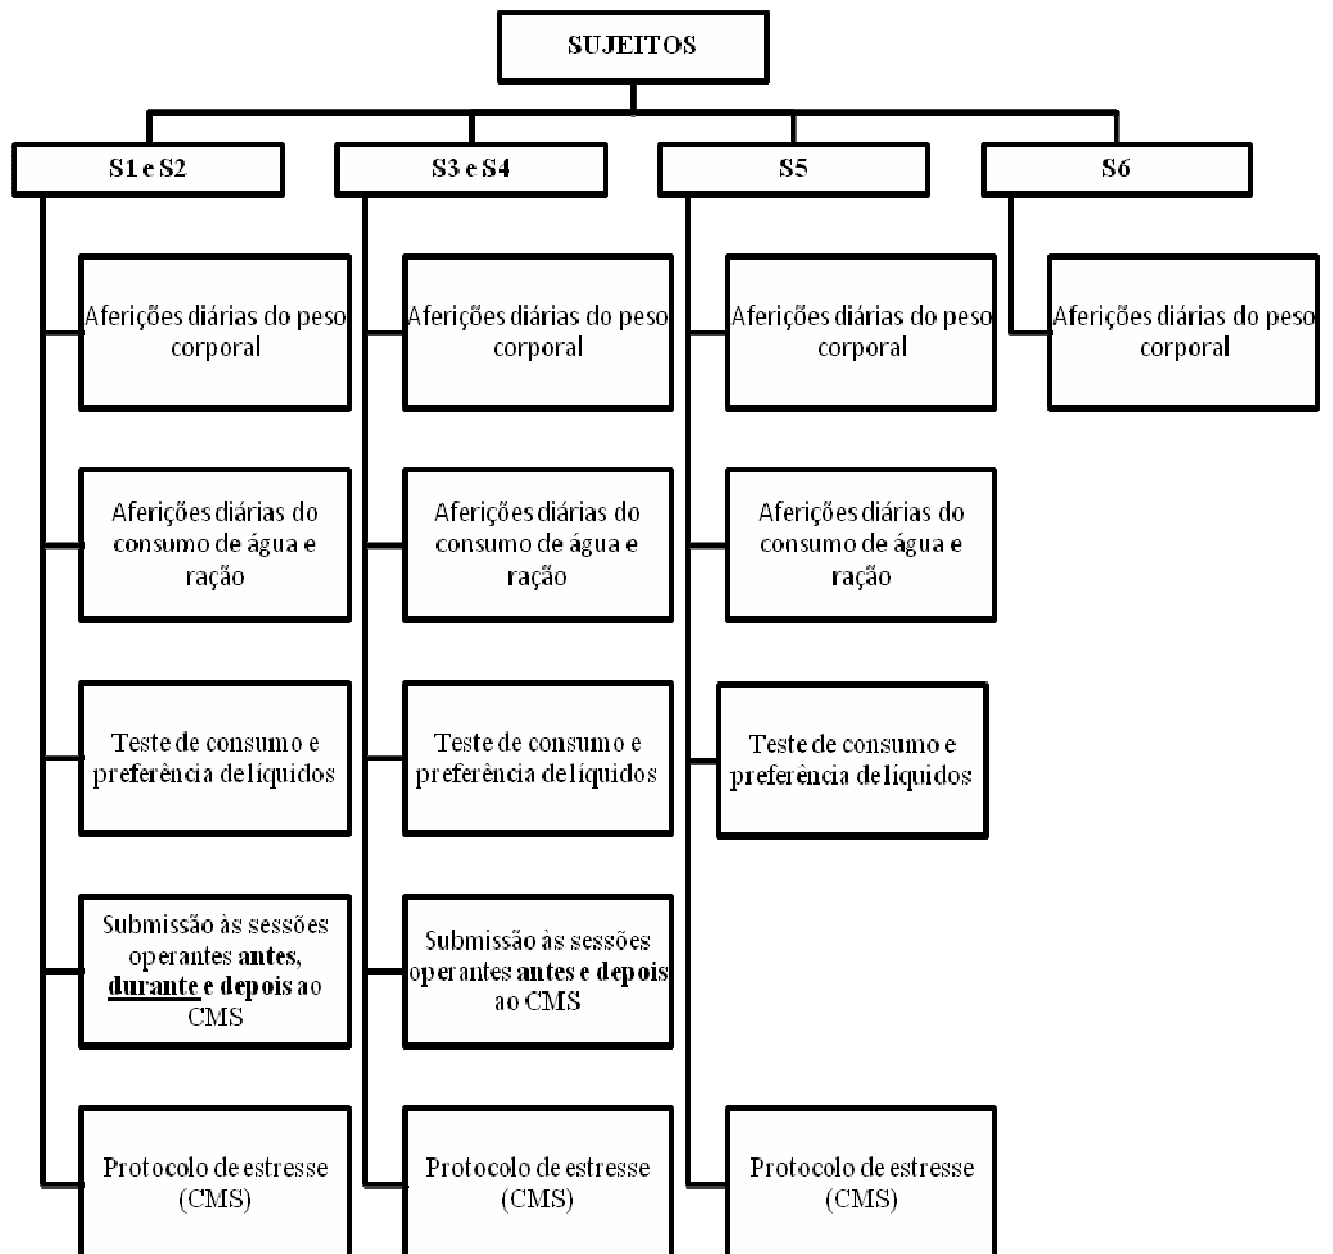 SUJEITOS
S1 e S2
S3 e S4
S5
S6
Aferições diárias do peso
corporal
Aferições diárias do peso
corporal
Aferições diárias do peso
corporal
Aferições diárias do peso
corporal
Aferições diárias do
consumo de água e
ração
Aferições diárias do
consumo de água e
ração
Aferições diárias do
consumo de água e
ração
Teste de consumo e
preferência de líquidos
Teste de consumo e
preferência de líquidos
Teste de consumo e
preferência de líquidos
Submissão às sessões
operantes antes,
durante e depois ao
CMS
Submissão às sessões
operantes antes e depois
ao CMS
Protocolo de estresse
(CMS)
Protocolo de estresse
(CMS)
Protocolo de estresse
(CMS)